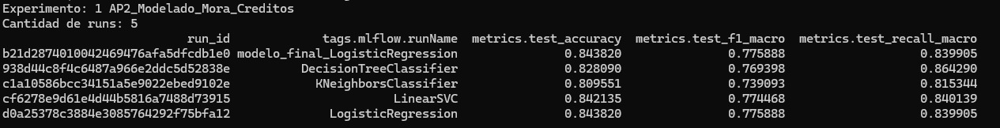 Experimento: 1 AP2_Modelado_Mora_Creditos
Cantidad de runs: 5
run_id tags.mlflow.runName metrics.test_accuracy metrics.test_f1_macro metrics.test_recall_macro
b21d2874010042469476afa5dfcdb1e0 modelo_final_LogisticRegression 0.843820 0.775888 0.839905
938d44c8f4c6487a966e2ddc5d52838e DecisionTreeClassifier 0.828090 0.769398 0.864290
c1a10586bcc34151a5e9022ebed9102e KNeighborsClassifier 0.809551 0.739093 0.815344
cf6278e9d61e4d44b5816a7488d73915 LinearSVC 0.842135 0.774468 0.840139
d0a25378c3884e3085764292f75bfa12 LogisticRegression 0.843820 0.775888 0.839905